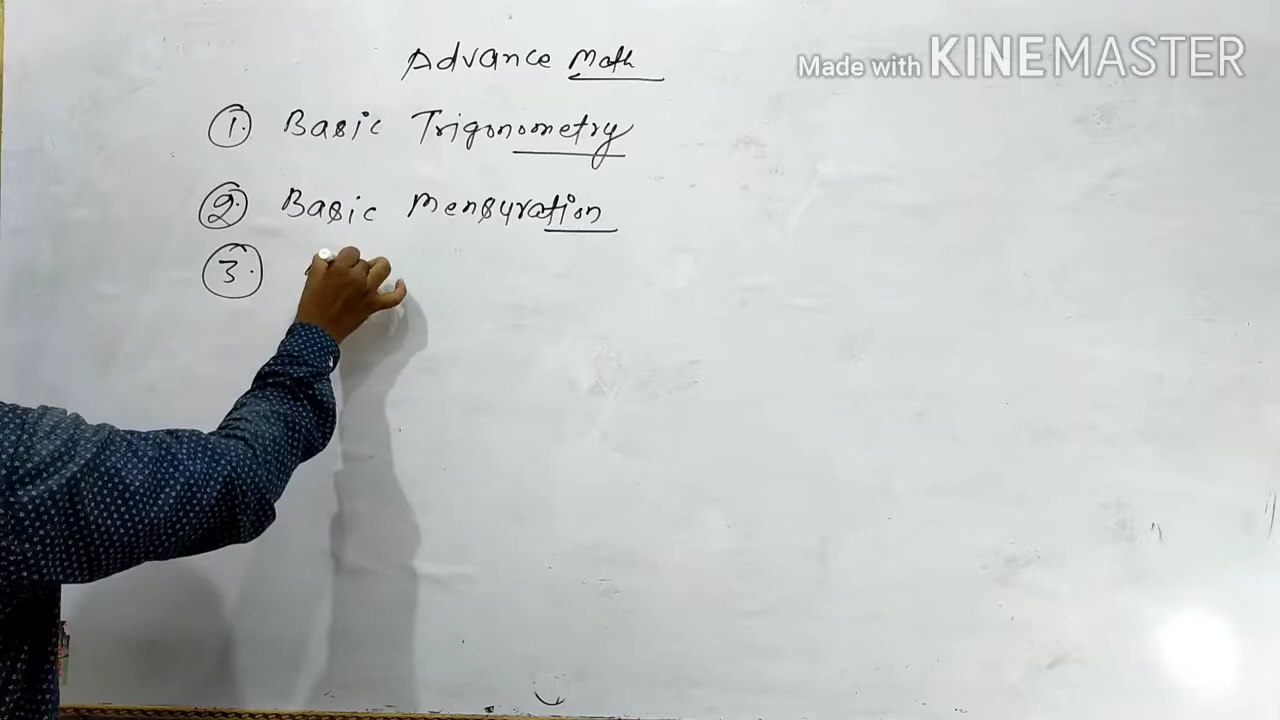 Advance Math
Made with KINEMASTER
1. Basic Trigonometry
2. Basic Mensuration
3.